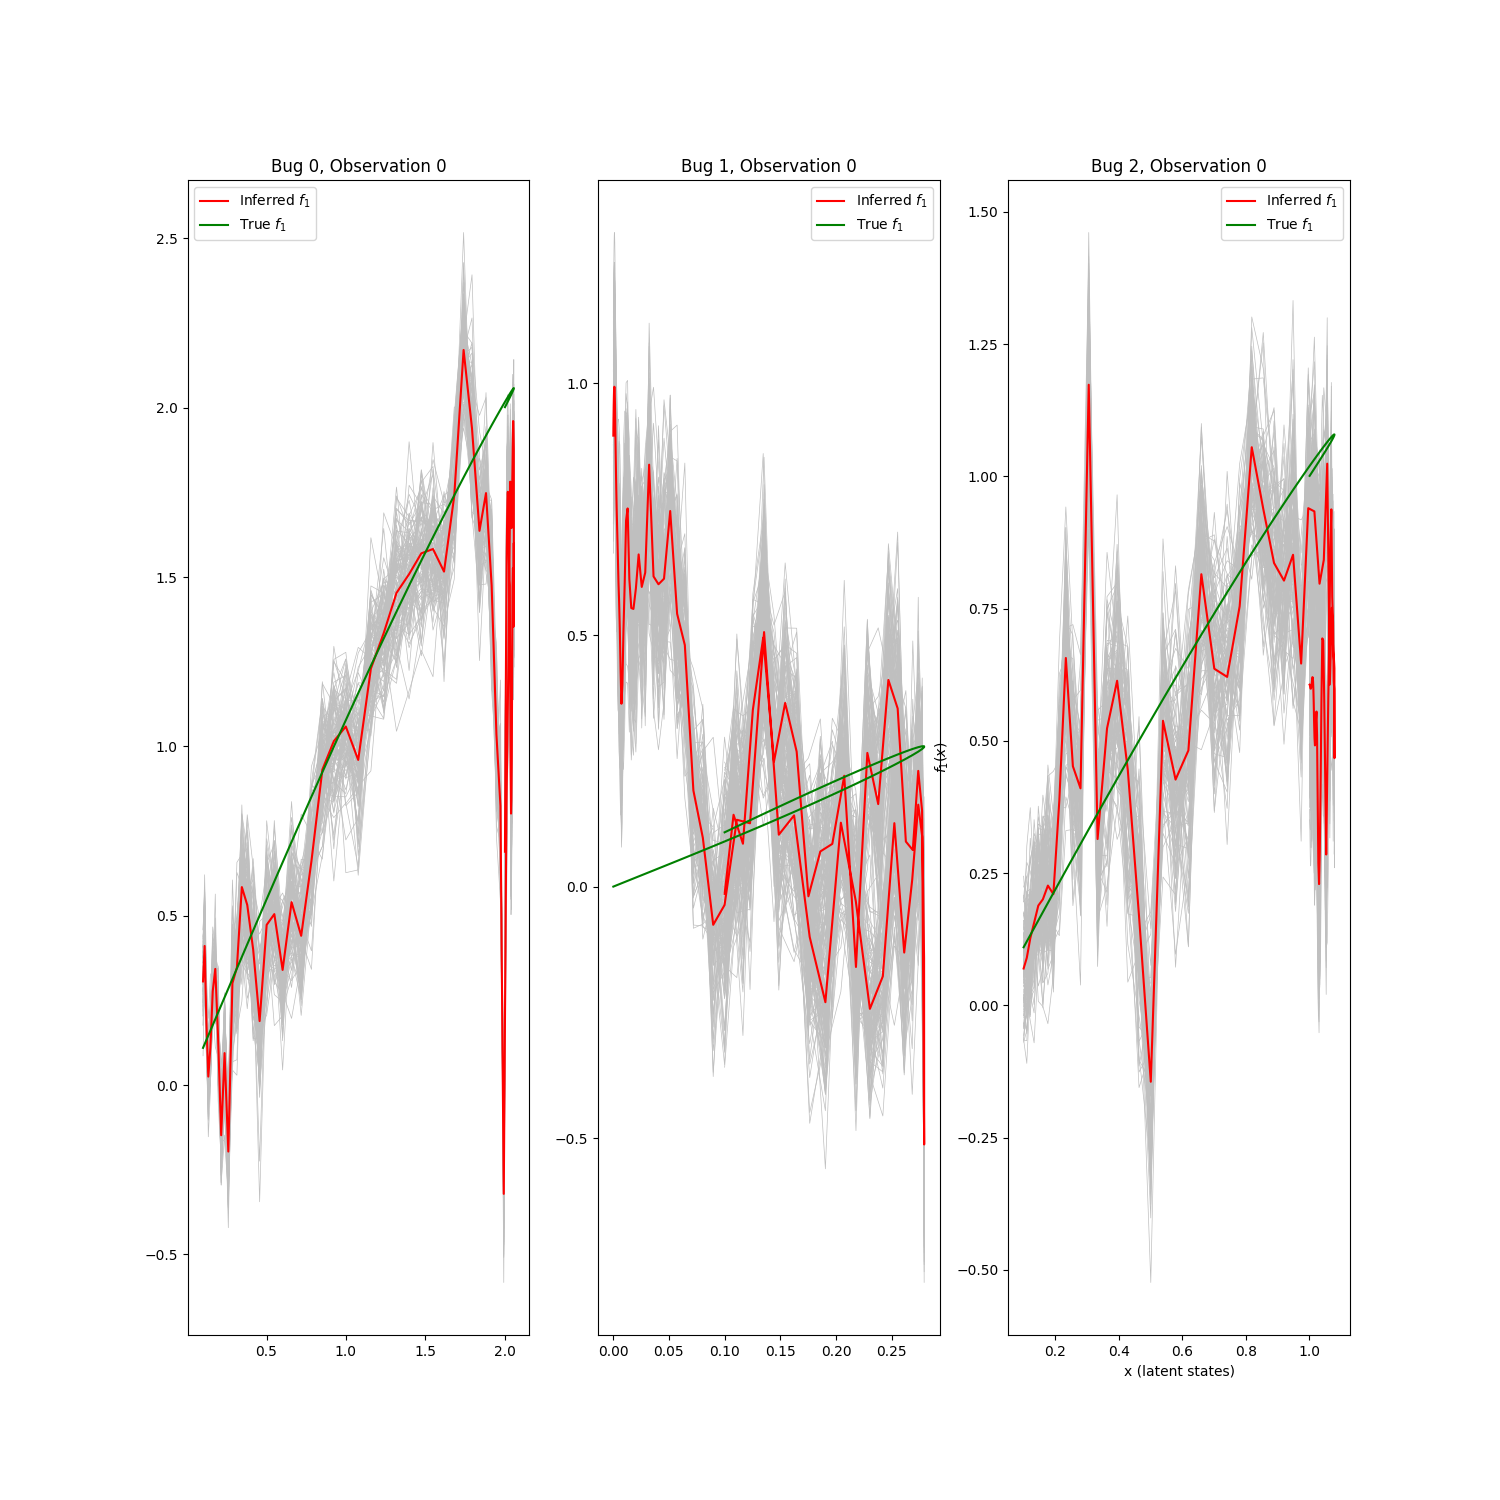 Bug 0, Observation 0
Inferred f₁
True f₁
2.5
2.0
1.5
1.0
0.5
0.0
−0.5
0.5 1.0 1.5 2.0
Bug 1, Observation 0
Inferred f₁
True f₁
1.0
0.5
0.0
−0.5
0.00 0.05 0.10 0.15 0.20 0.25
Bug 2, Observation 0
Inferred f₁
True f₁
f₁(x)
1.50
1.25
1.00
0.75
0.50
0.25
0.00
−0.25
−0.50
0.2 0.4 0.6 0.8 1.0
x (latent states)